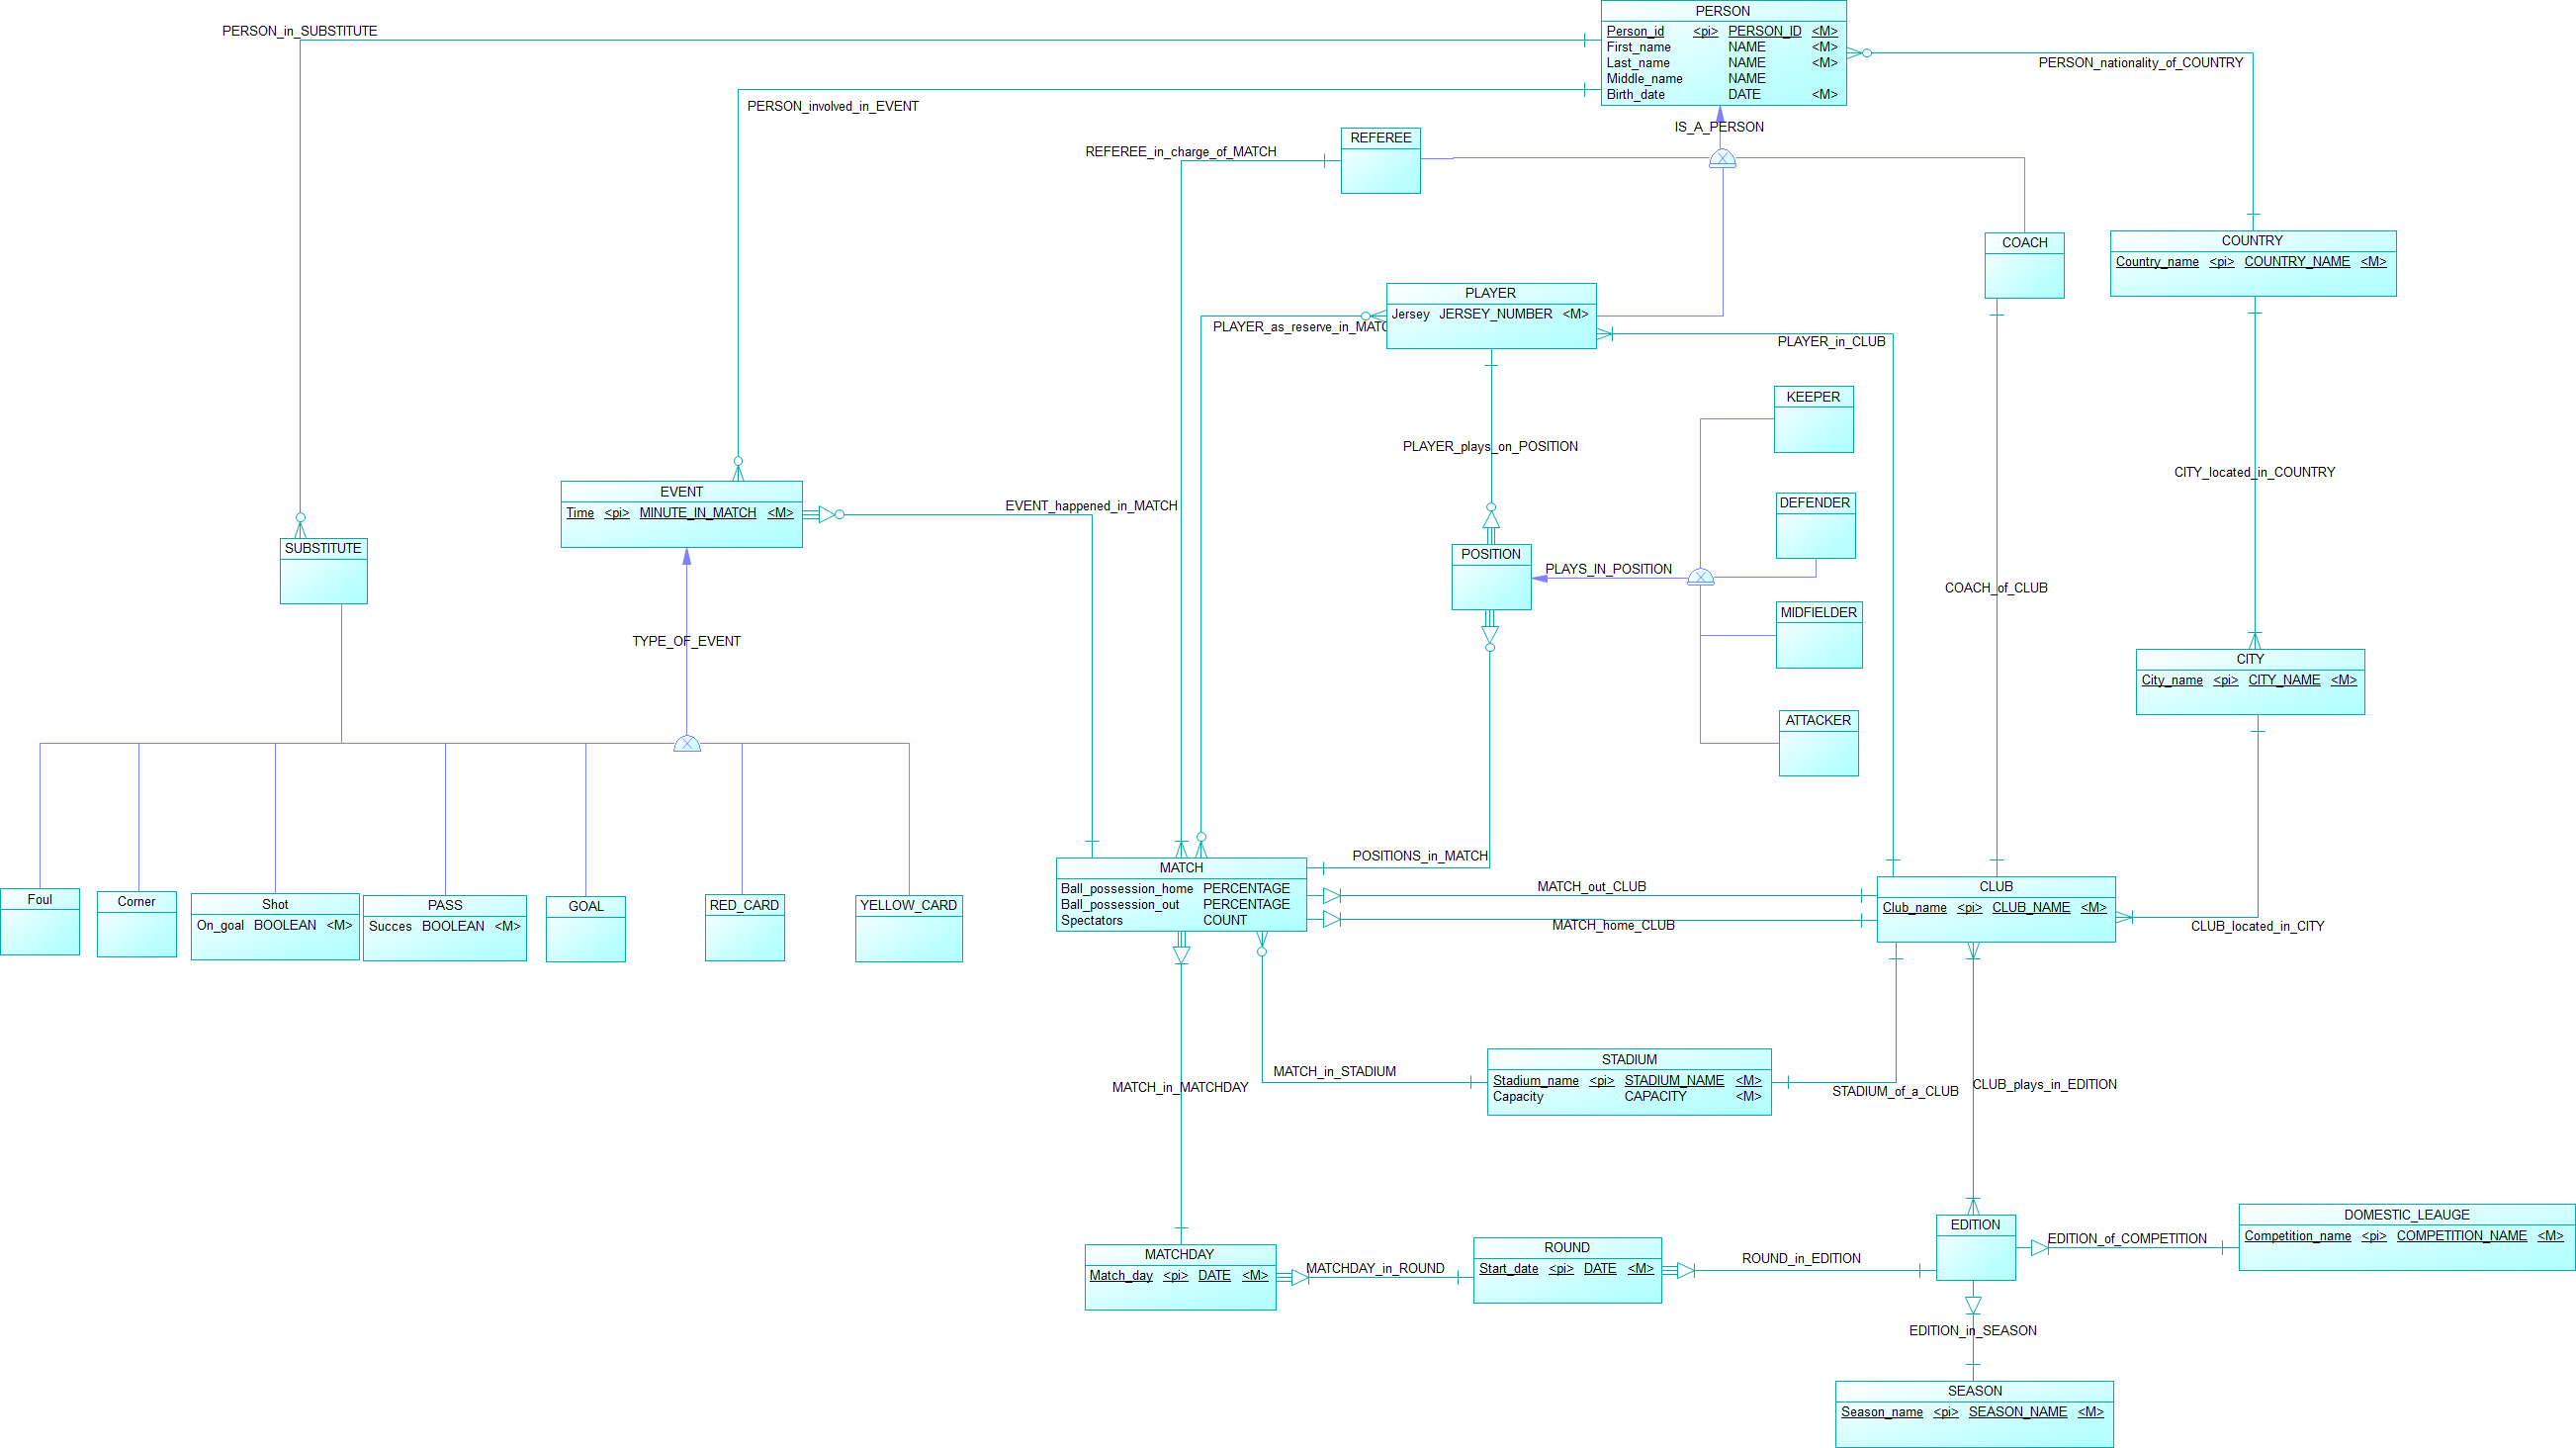 PERSON
Person_id <pi> PERSON_ID <M>
First_name NAME <M>
Last_name NAME <M>
Middle_name NAME
Birth_date DATE <M>
PERSON_in_SUBSTITUTE
PERSON_nationality_of_COUNTRY
PERSON_involved_in_EVENT
IS_A_PERSON
REFEREE
REFEREE_in_charge_of_MATCH
COACH
COUNTRY
Country_name <pi> COUNTRY_NAME <M>
PLAYER
Jersey JERSEY_NUMBER <M>
PLAYER_as_reserve_in_MATC
PLAYER_in_CLUB
KEEPER
PLAYER_plays_on_POSITION
CITY_located_in_COUNTRY
EVENT
Time <pi> MINUTE_IN_MATCH <M>
EVENT_happened_in_MATCH
DEFENDER
SUBSTITUTE
POSITION
PLAYS_IN_POSITION
COACH_of_CLUB
MIDFIELDER
TYPE_OF_EVENT
CITY
City_name <pi> CITY_NAME <M>
ATTACKER
POSITIONS_in_MATCH
MATCH
Ball_possession_home PERCENTAGE
Ball_possession_out PERCENTAGE
Spectators COUNT
MATCH_out_CLUB
MATCH_home_CLUB
CLUB
Club_name <pi> CLUB_NAME <M>
CLUB_located_in_CITY
Foul
Corner
Shot
On_goal BOOLEAN <M>
PASS
Succes BOOLEAN <M>
GOAL
RED_CARD
YELLOW_CARD
STADIUM
Stadium_name <pi> STADIUM_NAME <M>
Capacity CAPACITY <M>
MATCH_in_STADIUM
MATCH_in_MATCHDAY
STADIUM_of_a_CLUB
CLUB_plays_in_EDITION
MATCHDAY
Match_day <pi> DATE <M>
MATCHDAY_in_ROUND
ROUND
Start_date <pi> DATE <M>
ROUND_in_EDITION
EDITION
EDITION_of_COMPETITION
DOMESTIC_LEAUGE
Competition_name <pi> COMPETITION_NAME <M>
EDITION_in_SEASON
SEASON
Season_name <pi> SEASON_NAME <M>